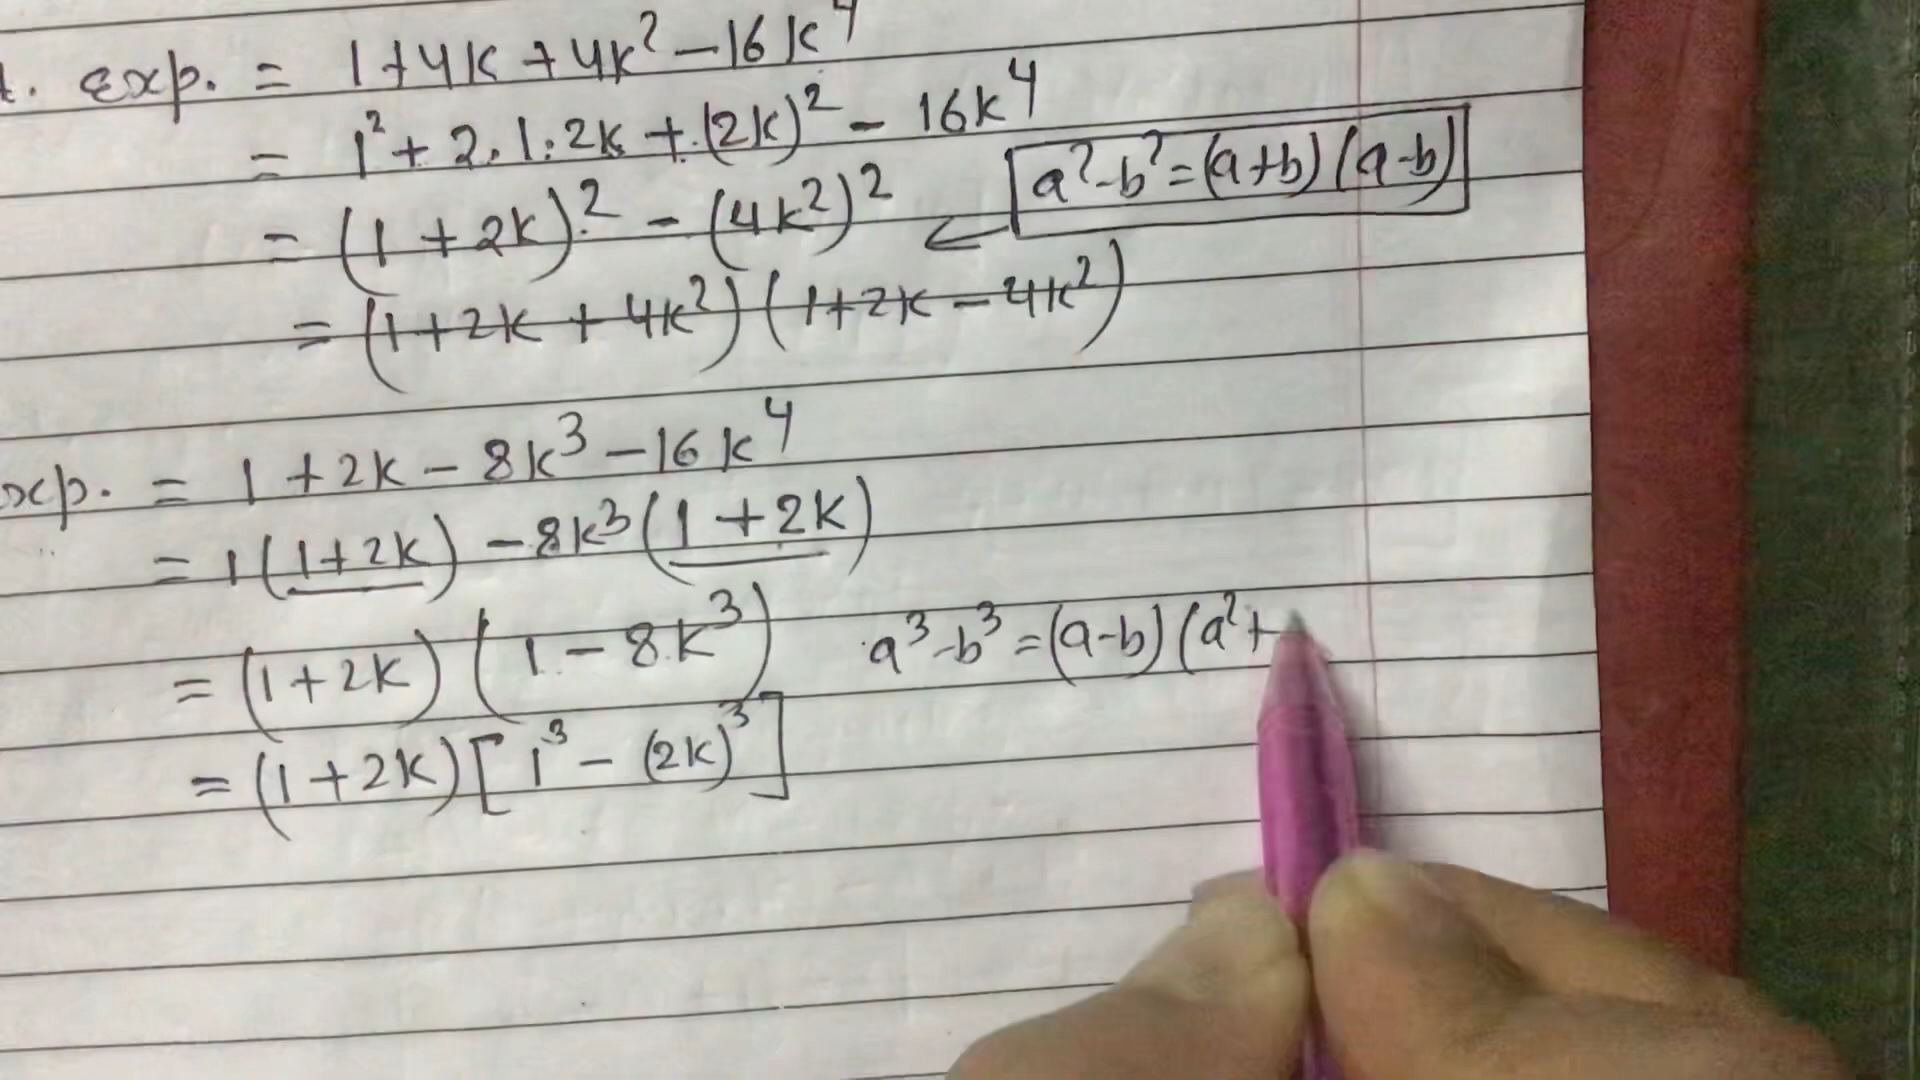 exp. = 1+4k+4k²-16k⁴
= 1²+2.1.2k+(2k)²-16k⁴
= (1+2k)²-(4k²)² ← a²-b²=(a+b)(a-b)
= (1+2k+4k²)(1+2k-4k²)
xp. = 1+2k-8k³-16k⁴
= 1(1+2k)-8k³(1+2k)
= (1+2k)(1-8k³) a³-b³=(a-b)(a²+
= (1+2k)[1³-(2k)³]